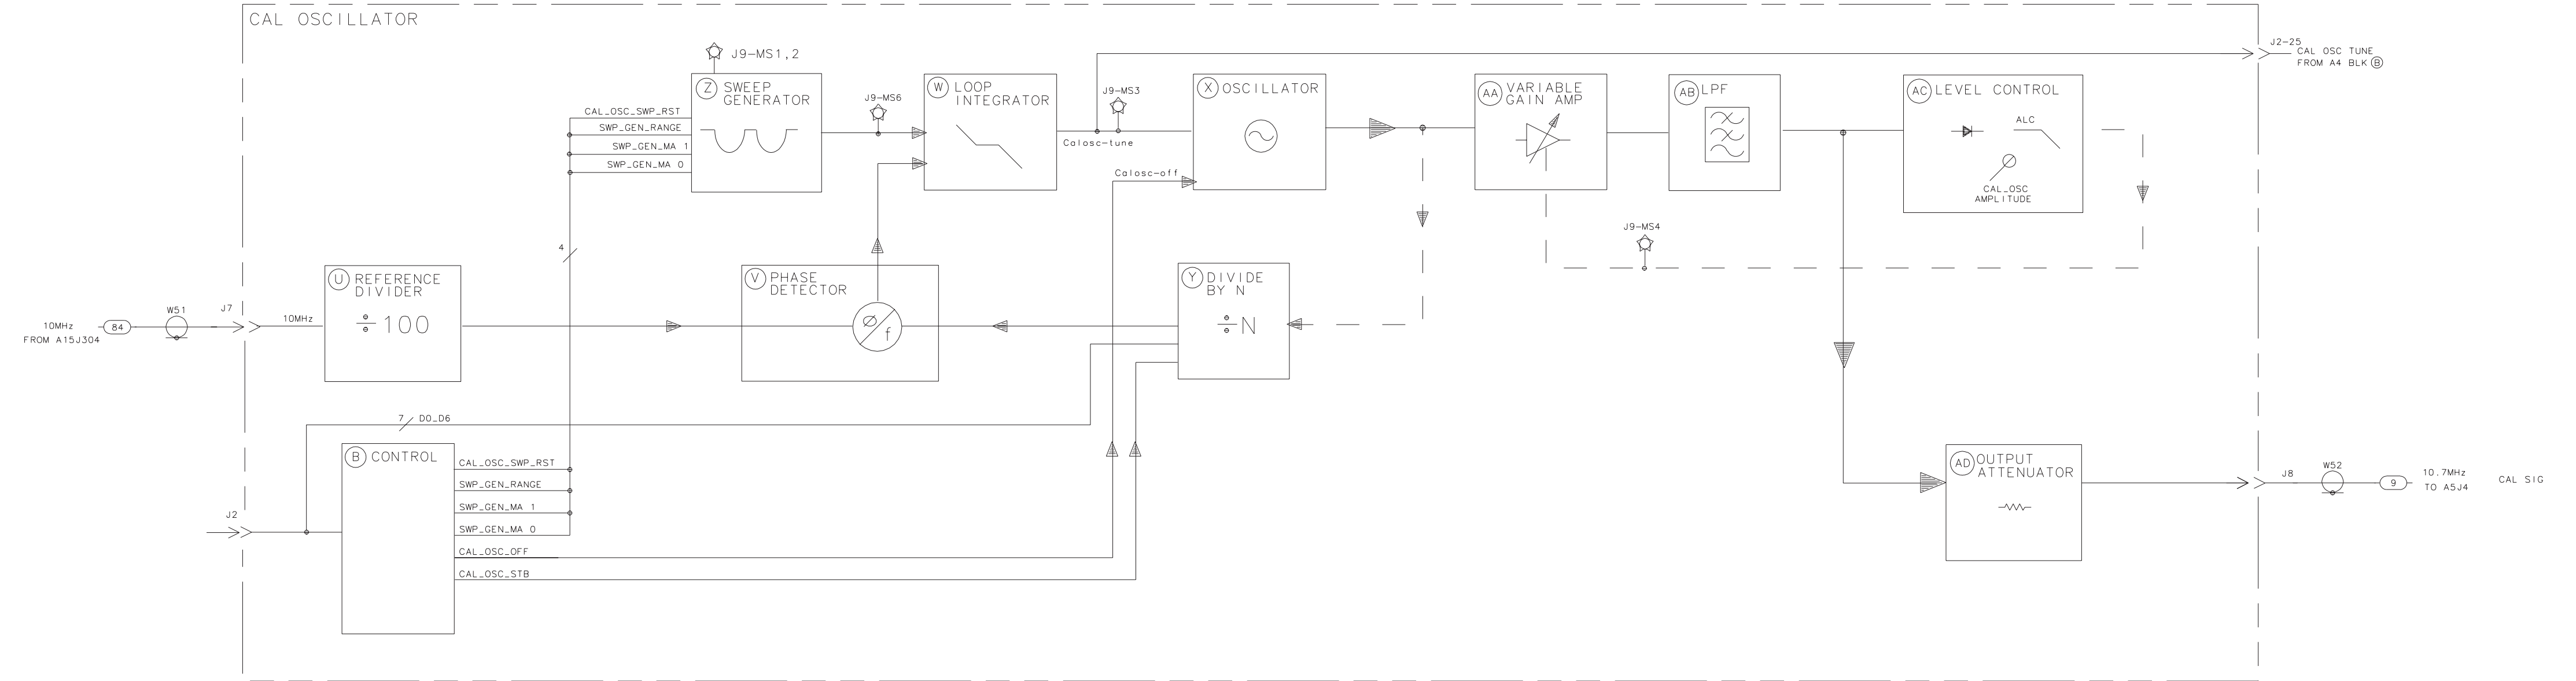 CAL OSCILLATOR
J2-25
CAL OSC TUNE
FROM A4 BLK B
J9-MS1,2
Z SWEEP
GENERATOR
J9-MS6
W LOOP
INTEGRATOR
J9-MS3
Calosc-tune
X OSCILLATOR
AA VARIABLE
GAIN AMP
AB LPF
AC LEVEL CONTROL
ALC
CAL_OSC
AMPLITUDE
CAL_OSC_SWP_RST
SWP_GEN_RANGE
SWP_GEN_MA 1
SWP_GEN_MA 0
Calosc-off
J9-MS4
4
U REFERENCE
DIVIDER
÷ 100
V PHASE
DETECTOR
Ø/f
Y DIVIDE
BY N
÷N
10MHz
FROM A15J304
84
W51
J7
10MHz
7 D0_D6
B CONTROL
CAL_OSC_SWP_RST
SWP_GEN_RANGE
SWP_GEN_MA 1
SWP_GEN_MA 0
CAL_OSC_OFF
CAL_OSC_STB
J2
AD OUTPUT
ATTENUATOR
J8
W52
9
10.7MHz
TO A5J4
CAL SIG